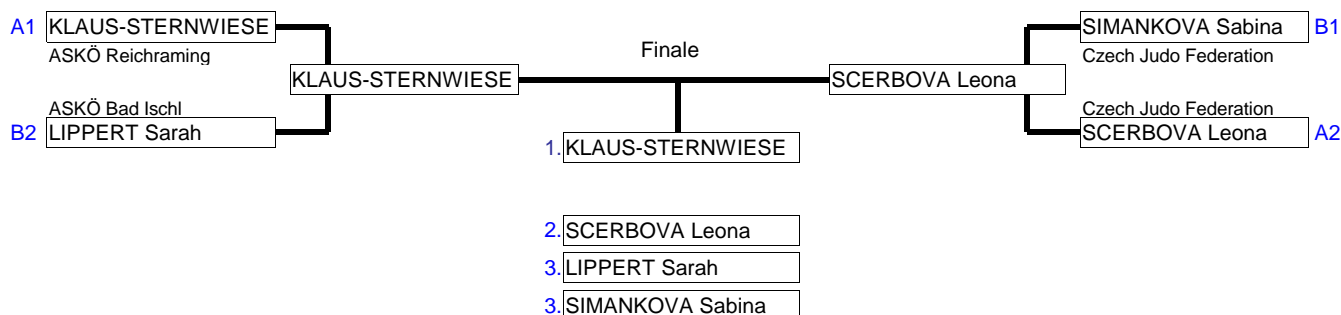 A1 KLAUS-STERNWIESE
ASKÖ Reichraming
ASKÖ Bad Ischl
B2 LIPPERT Sarah
KLAUS-STERNWIESE
Finale
SCERBOVA Leona
SIMANKOVA Sabina B1
Czech Judo Federation
Czech Judo Federation
SCERBOVA Leona A2
1. KLAUS-STERNWIESE
2. SCERBOVA Leona
3. LIPPERT Sarah
3. SIMANKOVA Sabina